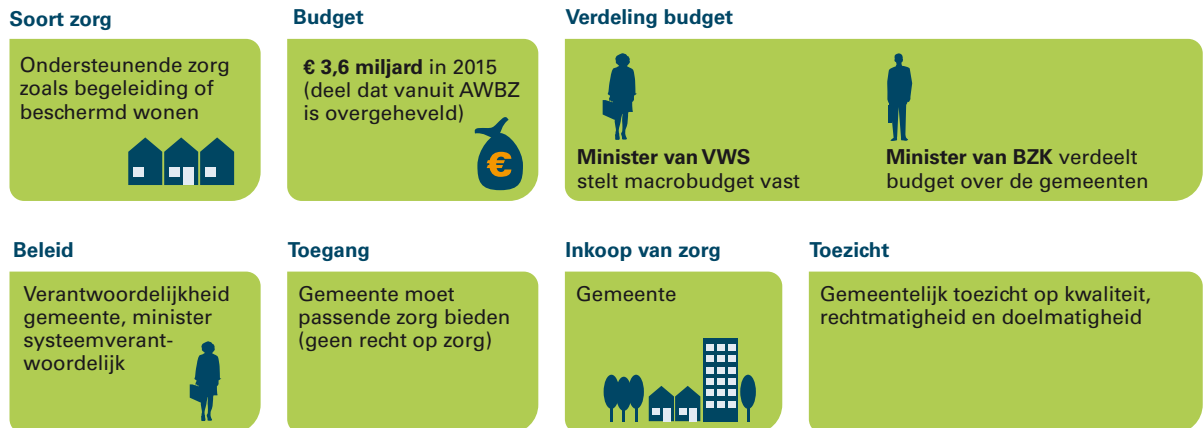 Soort zorg
Ondersteunende zorg
zoals begeleiding of
beschermd wonen
Budget
€ 3,6 miljard in 2015
(deel dat vanuit AWBZ
is overgeheveld)
€
Verdeling budget
Minister van VWS
stelt macrobudget vast
Minister van BZK verdeelt
budget over de gemeenten
Beleid
Verantwoordelijkheid
gemeente, minister
systeemverant-
woordelijk
Toegang
Gemeente moet
passende zorg bieden
(geen recht op zorg)
Inkoop van zorg
Gemeente
Toezicht
Gemeentelijk toezicht op kwaliteit,
rechtmatigheid en doelmatigheid